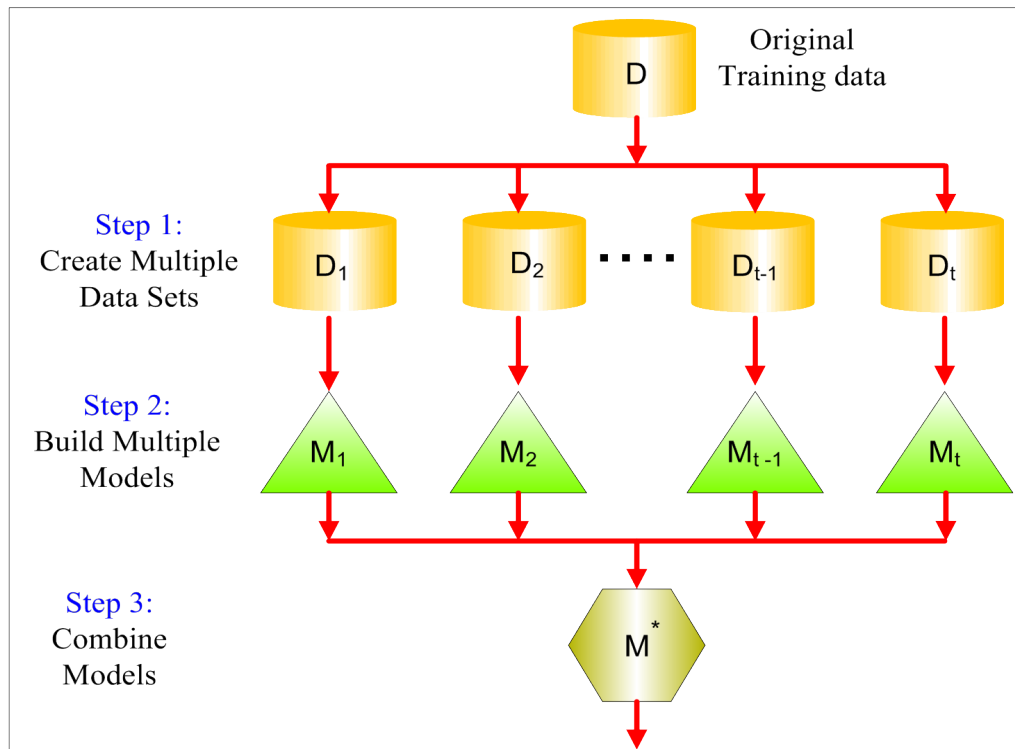 Original
Training data
D
Step 1:
Create Multiple
Data Sets
D1
D2
Dt-1
Dt
Step 2:
Build Multiple
Models
M1
M2
Mt -1
Mt
Step 3:
Combine
Models
M*